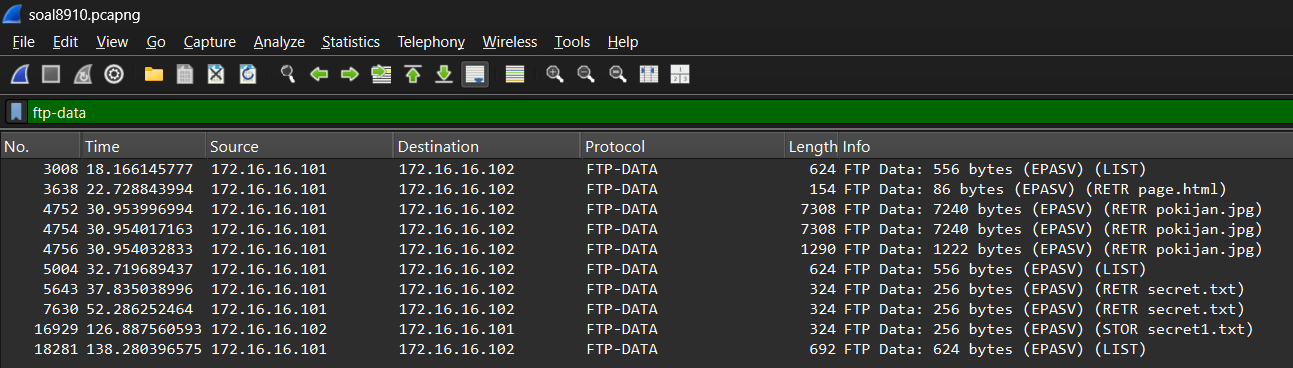 soal8910.pcapng
File Edit View Go Capture Analyze Statistics Telephony Wireless Tools Help
ftp-data
No. Time Source Destination Protocol Length Info
3008 18.166145777 172.16.16.101 172.16.16.102 FTP-DATA 624 FTP Data: 556 bytes (EPASV) (LIST)
3638 22.728843994 172.16.16.101 172.16.16.102 FTP-DATA 154 FTP Data: 86 bytes (EPASV) (RETR page.html)
4752 30.953996994 172.16.16.101 172.16.16.102 FTP-DATA 7308 FTP Data: 7240 bytes (EPASV) (RETR pokijan.jpg)
4754 30.954017163 172.16.16.101 172.16.16.102 FTP-DATA 7308 FTP Data: 7240 bytes (EPASV) (RETR pokijan.jpg)
4756 30.954032833 172.16.16.101 172.16.16.102 FTP-DATA 1290 FTP Data: 1222 bytes (EPASV) (RETR pokijan.jpg)
5004 32.719689437 172.16.16.101 172.16.16.102 FTP-DATA 624 FTP Data: 556 bytes (EPASV) (LIST)
5643 37.835038996 172.16.16.101 172.16.16.102 FTP-DATA 324 FTP Data: 256 bytes (EPASV) (RETR secret.txt)
7630 52.286252464 172.16.16.101 172.16.16.102 FTP-DATA 324 FTP Data: 256 bytes (EPASV) (RETR secret.txt)
16929 126.887560593 172.16.16.102 172.16.16.101 FTP-DATA 324 FTP Data: 256 bytes (EPASV) (STOR secret1.txt)
18281 138.280396575 172.16.16.101 172.16.16.102 FTP-DATA 692 FTP Data: 624 bytes (EPASV) (LIST)